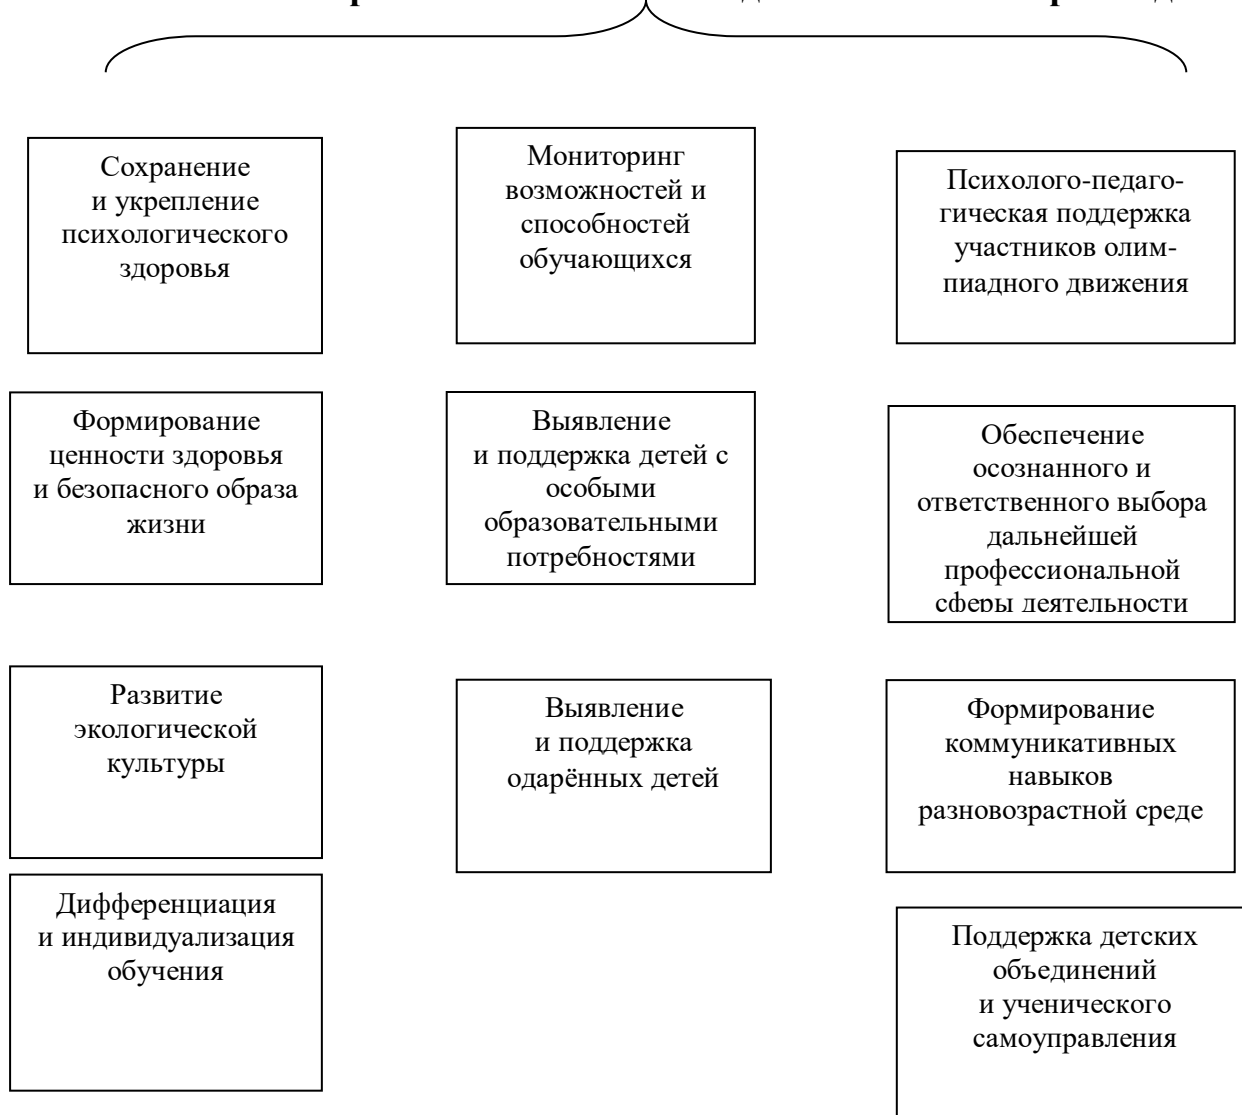 Сохранение
и укрепление
психологического
здоровья
Мониторинг
возможностей и
способностей
обучающихся
Психолого-педаго-
гическая поддержка
участников олим-
пиадного движения
Формирование
ценности здоровья
и безопасного образа
жизни
Выявление
и поддержка детей с
особыми
образовательными
потребностями
Обеспечение
осознанного и
ответственного выбора
дальнейшей
профессиональной
сферы деятельности
Развитие
экологической
культуры
Выявление
и поддержка
одарённых детей
Формирование
коммуникативных
навыков
разновозрастной среде
Дифференциация
и индивидуализация
обучения
Поддержка детских
объединений
и ученического
самоуправления